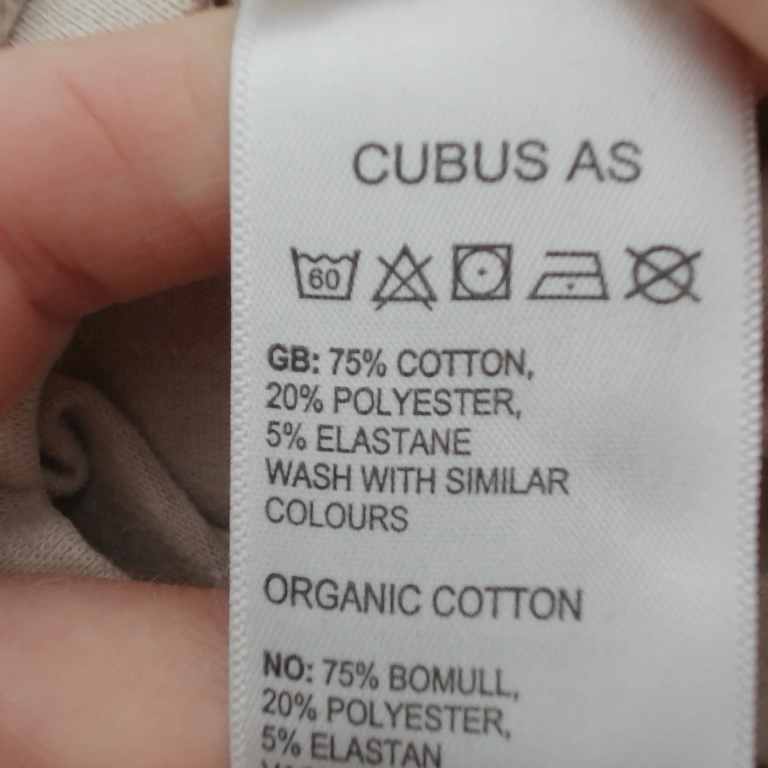 CUBUS AS
60
GB: 75% COTTON,
20% POLYESTER,
5% ELASTANE
WASH WITH SIMILAR
COLOURS
ORGANIC COTTON
NO: 75% BOMULL,
20% POLYESTER,
5% ELASTAN